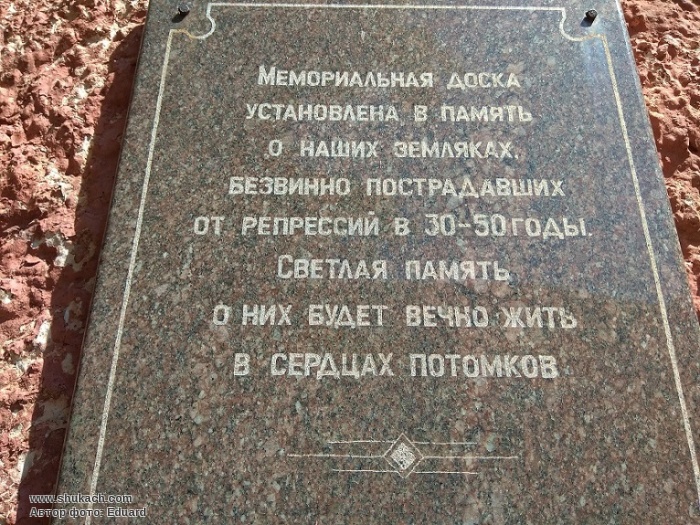 Мемориальная доска
установлена в память
о наших земляках,
безвинно пострадавших
от репрессий в 30-50 годы.
Светлая память
о них будет вечно жить
в сердцах потомков
www.shukach.com
Автор фото: Eduard